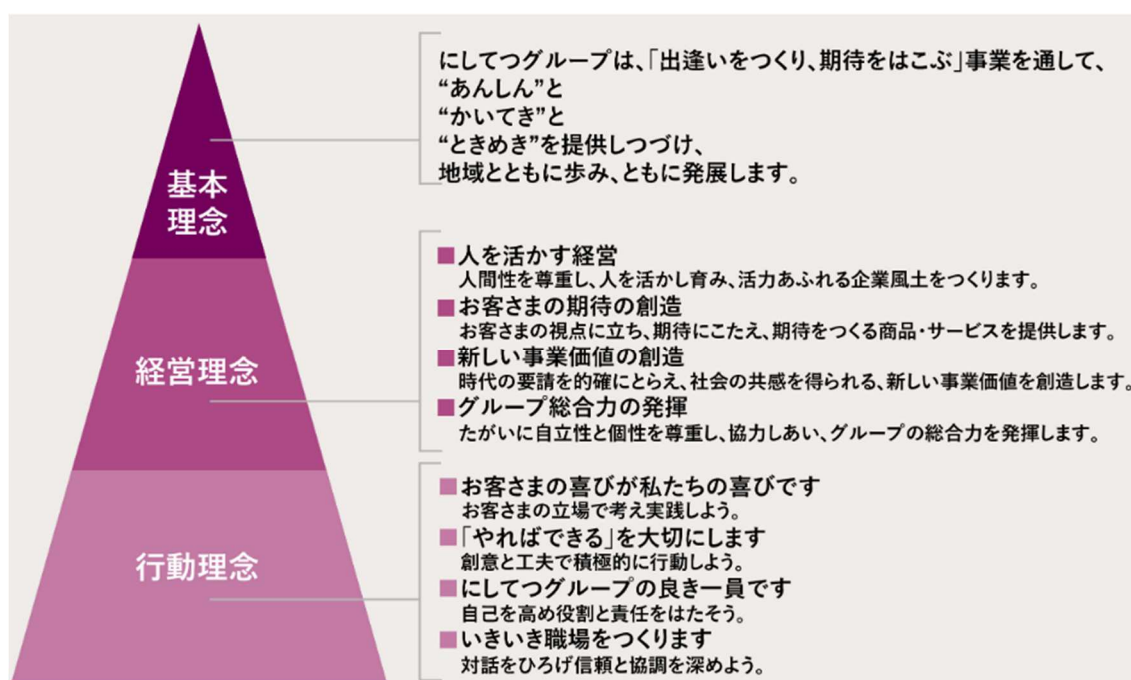 基本
理念
にしてつグループは、「出逢いをつくり、期待をはこぶ」事業を通して、
“あんしん”と
“かいてき”と
“ときめき”を提供しつづけ、
地域とともに歩み、ともに発展します。
経営理念
■人を活かす経営
人間性を尊重し、人を活かし育み、活力あふれる企業風土をつくります。
■お客さまの期待の創造
お客さまの視点に立ち、期待にこたえ、期待をつくる商品・サービスを提供します。
■新しい事業価値の創造
時代の要請を的確にとらえ、社会の共感を得られる、新しい事業価値を創造します。
■グループ総合力の発揮
たがいに自立性と個性を尊重し、協力しあい、グループの総合力を発揮します。
行動理念
■お客さまの喜びが私たちの喜びです
お客さまの立場で考え実践しよう。
■「やればできる」を大切にします
創意と工夫で積極的に行動しよう。
■にしてつグループの良き一員です
自己を高め役割と責任をはたそう。
■いきいき職場をつくります
対話をひろげ信頼と協調を深めよう。